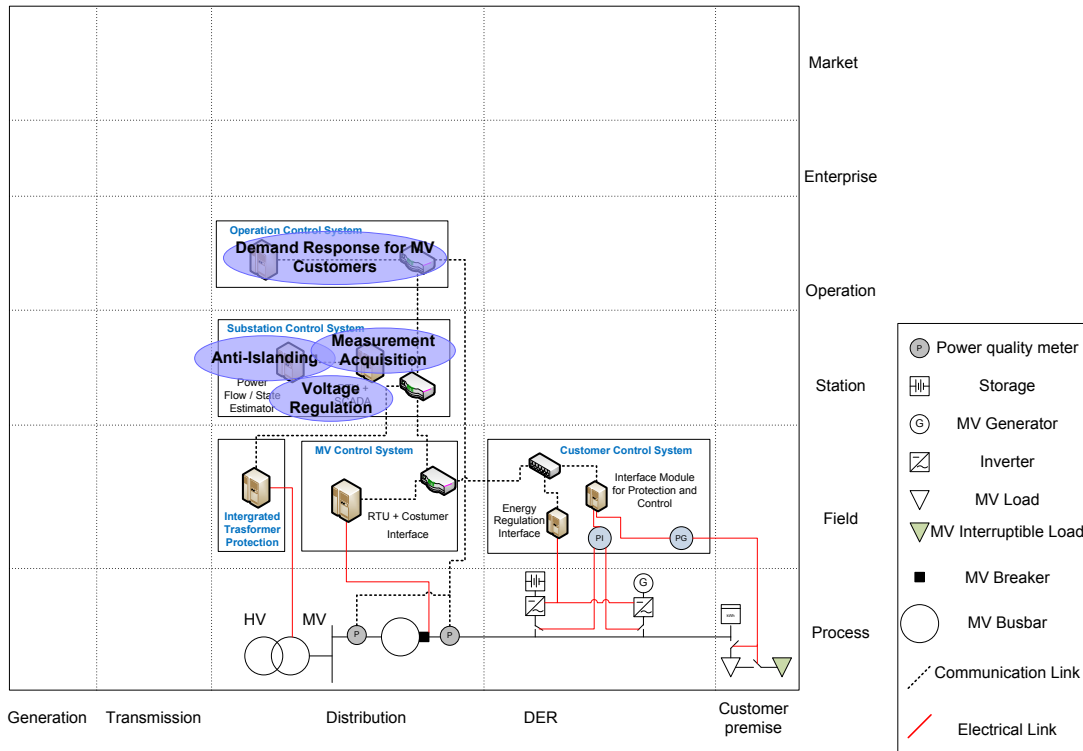 Market
Enterprise
Operation Control System
Demand Response for MV
Customers
Operation
Substation Control System
Measurement
Acquisition
Anti-Islanding
Power
Flow / State
Estimator
Voltage
Regulation
+
Station
MV Control System
Customer Control System
Interface Module
for Protection and
Control
Energy
Regulation
Interface
RTU + Costumer
Interface
Intergrated
Trasformer
Protection
PI
PG
Field
HV
MV
P
P
G
Process
Generation
Transmission
Distribution
DER
Customer
premise
P
Power quality meter
Storage
G
MV Generator
Inverter
MV Load
MV Interruptible Load
MV Breaker
MV Busbar
Communication Link
Electrical Link